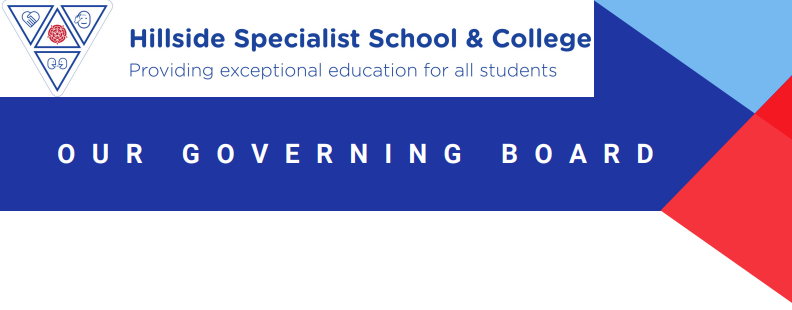 Hillside Specialist School & College
Providing exceptional education for all students
OUR GOVERNING BOARD